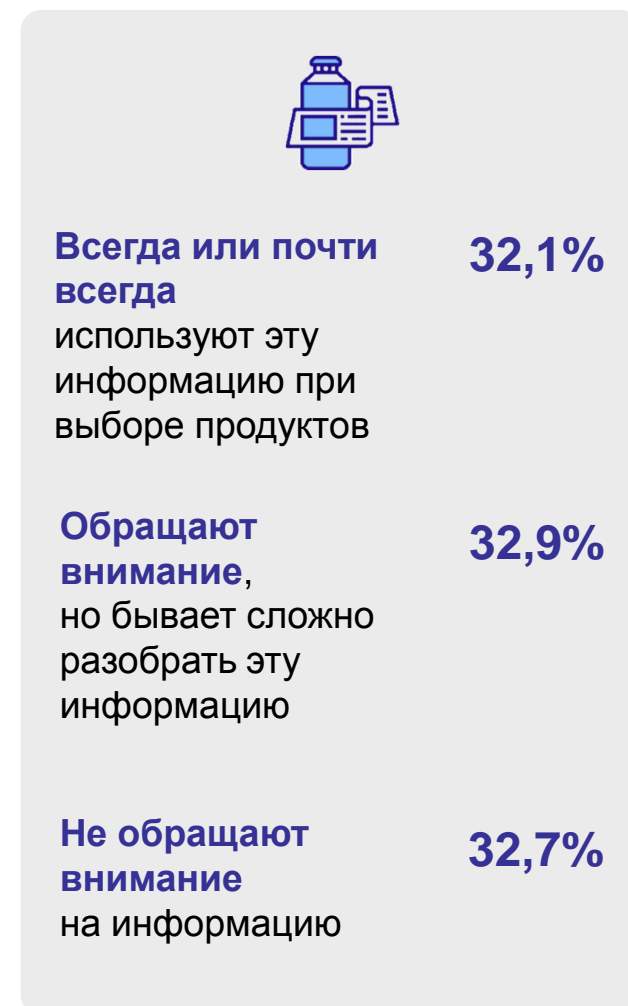 Всегда или почти
всегда
32,1%
используют эту
информацию при
выборе продуктов
Обращают
внимание,
32,9%
но бывает сложно
разобрать эту
информацию
Не обращают
внимание
32,7%
на информацию